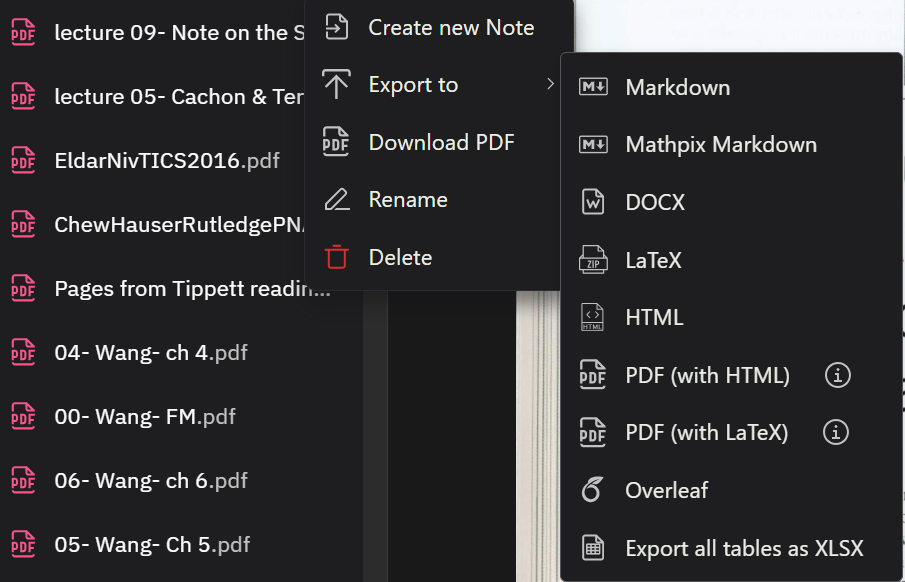 lecture 09- Note on the S
lecture 05- Cachon & Ter
EldarNivTICS2016.pdf
ChewHauserRutledgePN
Pages from Tippett readin...
04- Wang- ch 4.pdf
00- Wang- FM.pdf
06- Wang- ch 6.pdf
05- Wang- Ch 5.pdf
Create new Note
Export to
Download PDF
Rename
Delete
Markdown
Mathpix Markdown
DOCX
LaTeX
HTML
PDF (with HTML)
PDF (with LaTeX)
Overleaf
Export all tables as XLSX